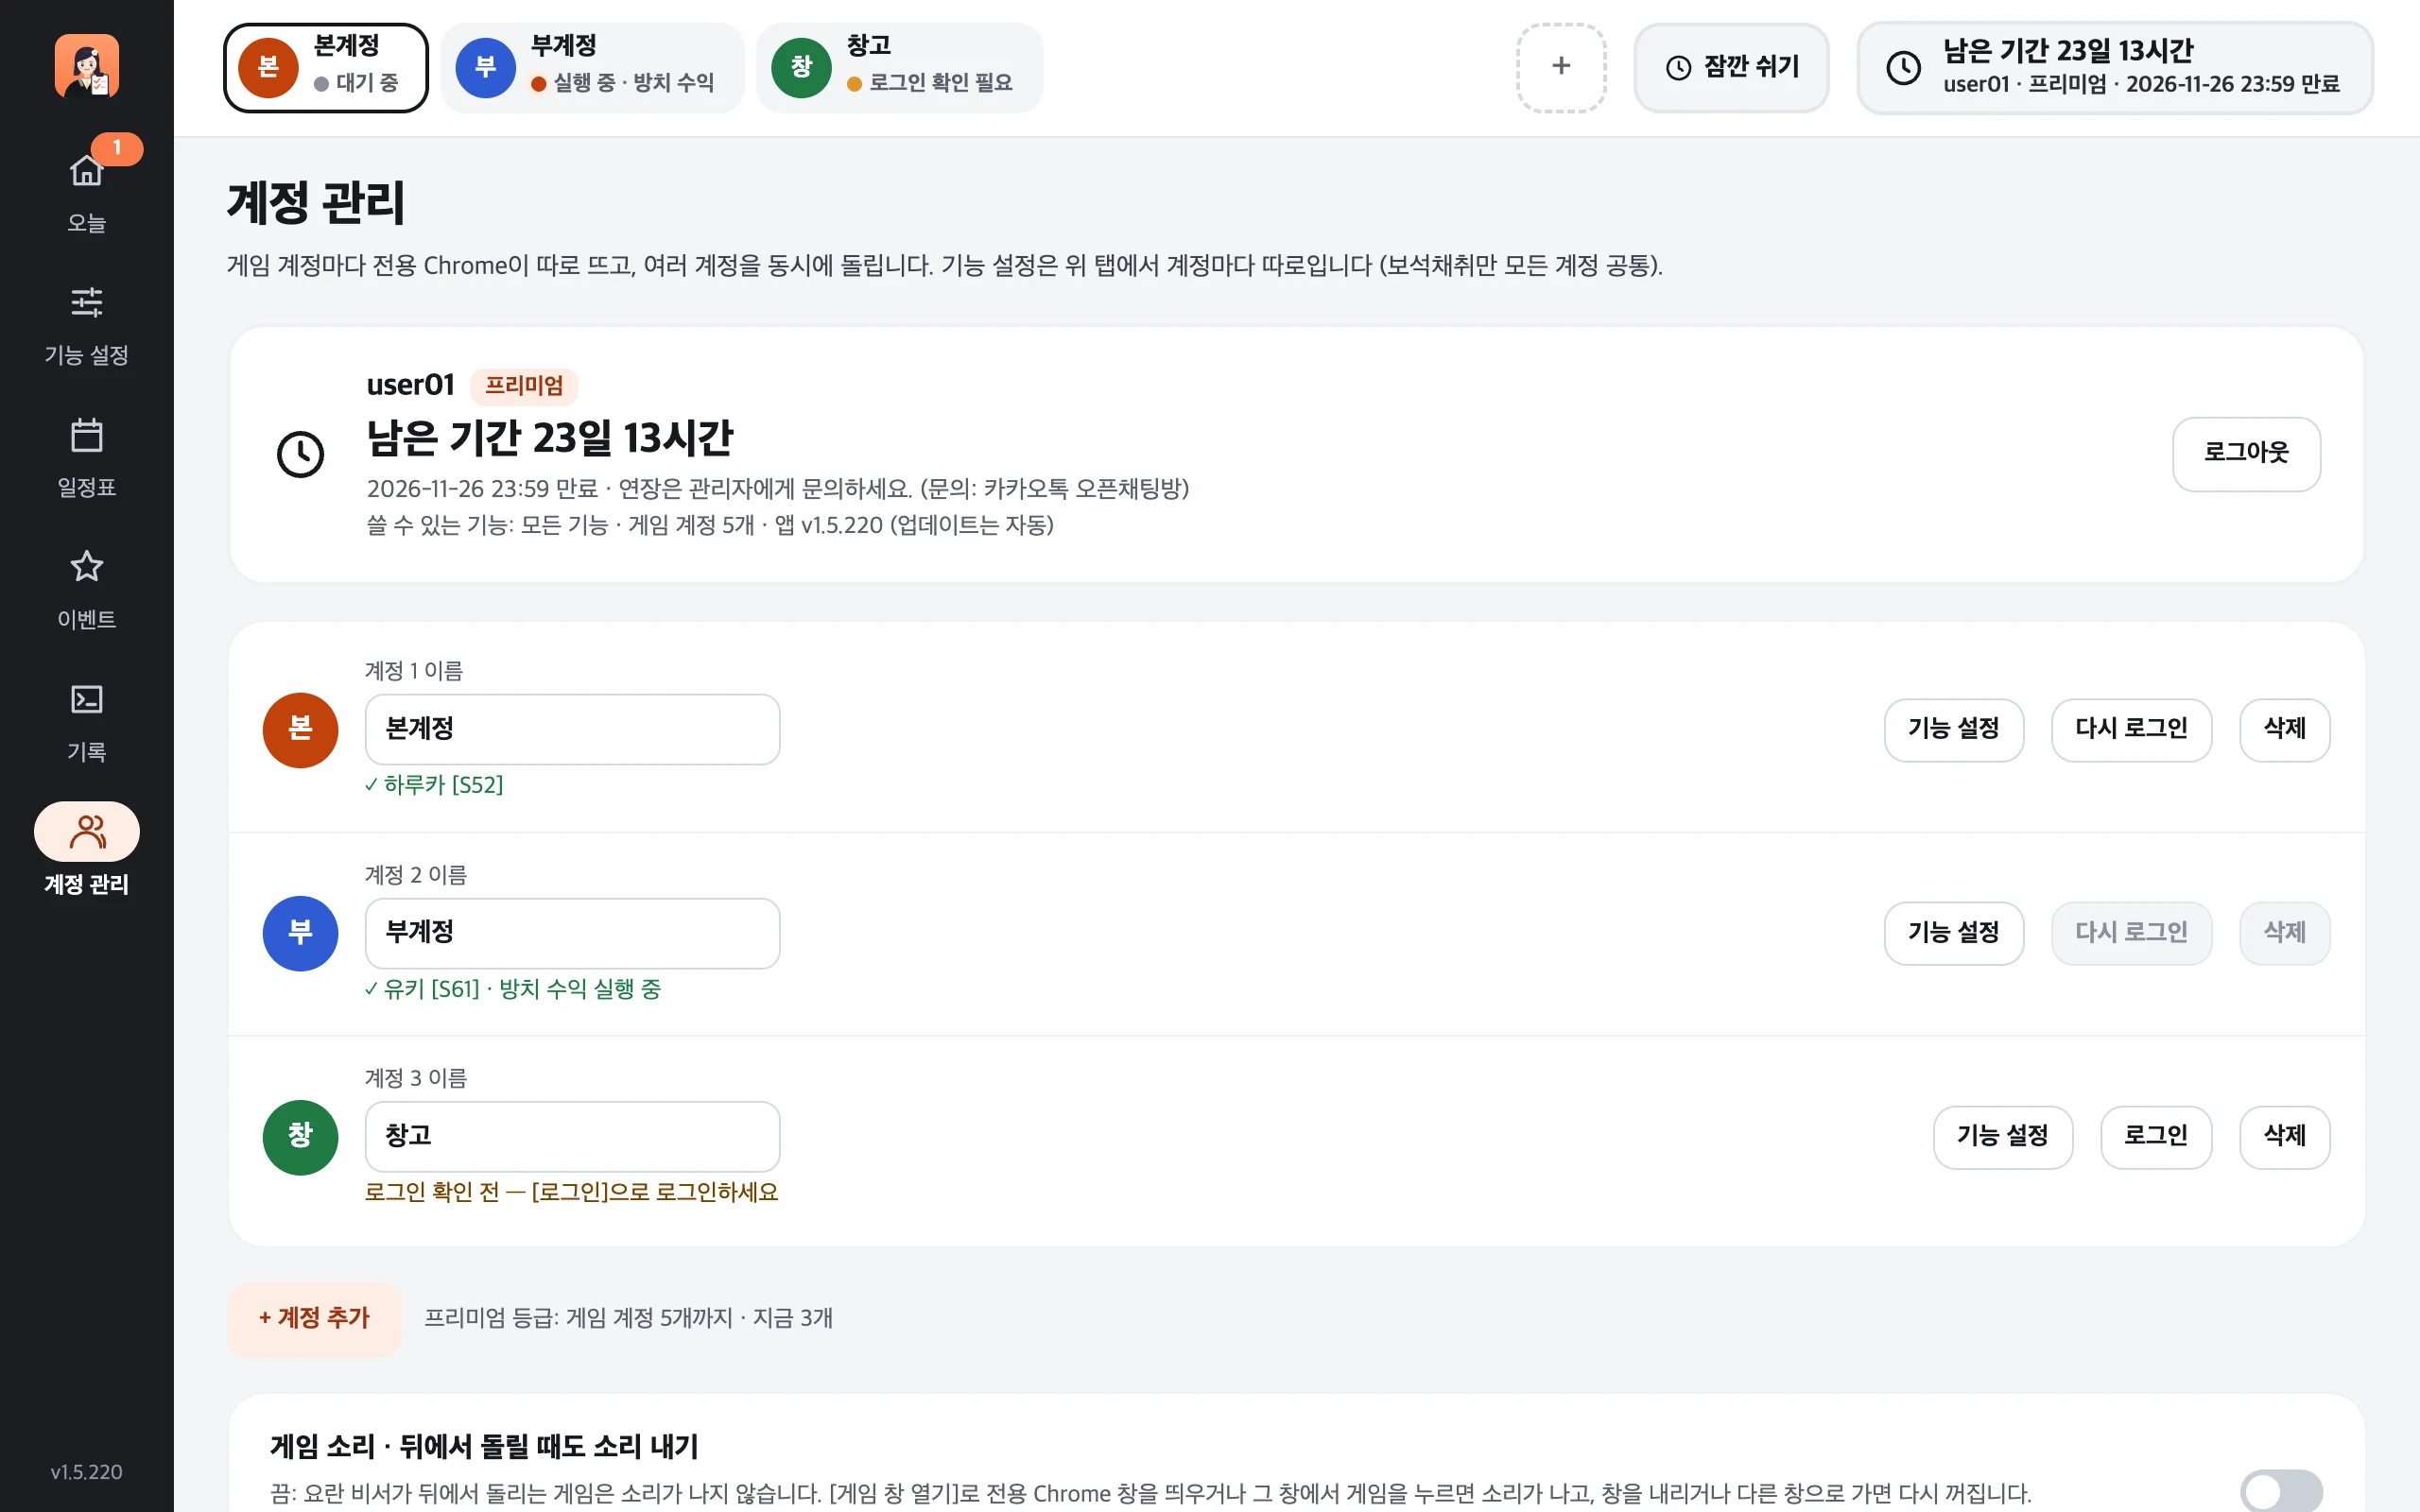 본
본계정
대기 중
부
부계정
실행 중 · 방치 수익
창
창고
로그인 확인 필요
+
잠깐 쉬기
남은 기간 23일 13시간
user01 · 프리미엄 · 2026-11-26 23:59 만료
1
오늘
기능 설정
일정표
이벤트
기록
계정 관리
v1.5.220
계정 관리
게임 계정마다 전용 Chrome이 따로 뜨고, 여러 계정을 동시에 돌립니다. 기능 설정은 위 탭에서 계정마다 따로입니다 (보석채취만 모든 계정 공통).
user01 프리미엄
남은 기간 23일 13시간
2026-11-26 23:59 만료 · 연장은 관리자에게 문의하세요. (문의: 카카오톡 오픈채팅방)
쓸 수 있는 기능: 모든 기능 · 게임 계정 5개 · 앱 v1.5.220 (업데이트는 자동)
로그아웃
계정 1 이름
본
본계정
✓ 하루카 [S52]
기능 설정
다시 로그인
삭제
계정 2 이름
부
부계정
✓ 유키 [S61] · 방치 수익 실행 중
기능 설정
다시 로그인
삭제
계정 3 이름
창
창고
로그인 확인 전 — [로그인]으로 로그인하세요
기능 설정
로그인
삭제
+ 계정 추가
프리미엄 등급: 게임 계정 5개까지 · 지금 3개
게임 소리 · 뒤에서 돌릴 때도 소리 내기
끔: 요란 비서가 뒤에서 돌리는 게임은 소리가 나지 않습니다. [게임 창 열기]로 전용 Chrome 창을 띄우거나 그 창에서 게임을 누르면 소리가 나고, 창을 내리거나 다른 창으로 가면 다시 꺼집니다.